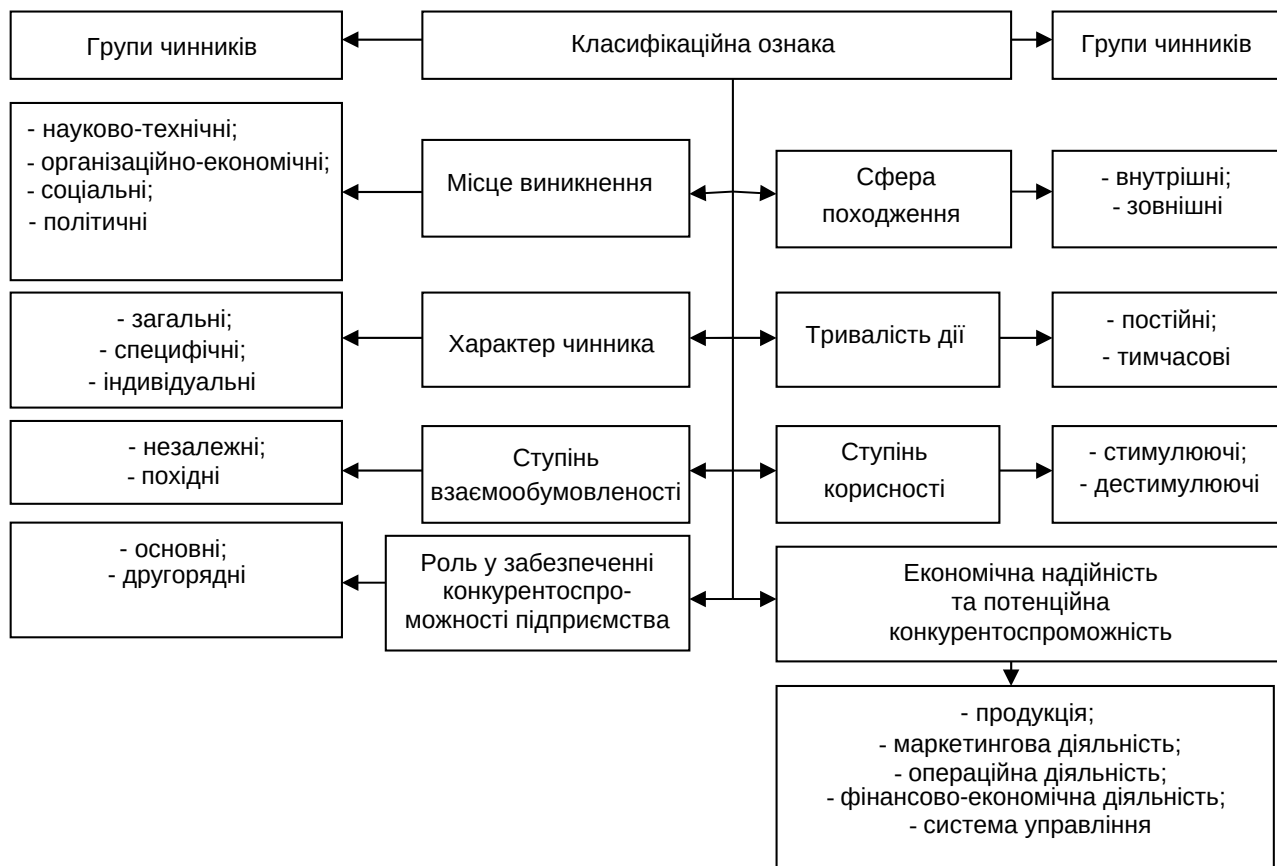 Групи чинників
Класифікаційна ознака
Групи чинників
- науково-технічні;
- організаційно-економічні;
- соціальні;
- політичні
Місце виникнення
Сфера
походження
- внутрішні;
- зовнішні
- загальні;
- специфічні;
- індивідуальні
Характер чинника
Тривалість дії
- постійні;
- тимчасові
- незалежні;
- похідні
Ступінь
взаємообумовленості
Ступінь
корисності
- стимулюючі;
- дестимулюючі
- основні;
- другорядні
Роль у забезпеченні
конкурентоспро-
можності підприємства
Економічна надійність
та потенційна
конкурентоспроможність
- продукція;
- маркетингова діяльність;
- операційна діяльність;
- фінансово-економічна діяльність;
- система управління